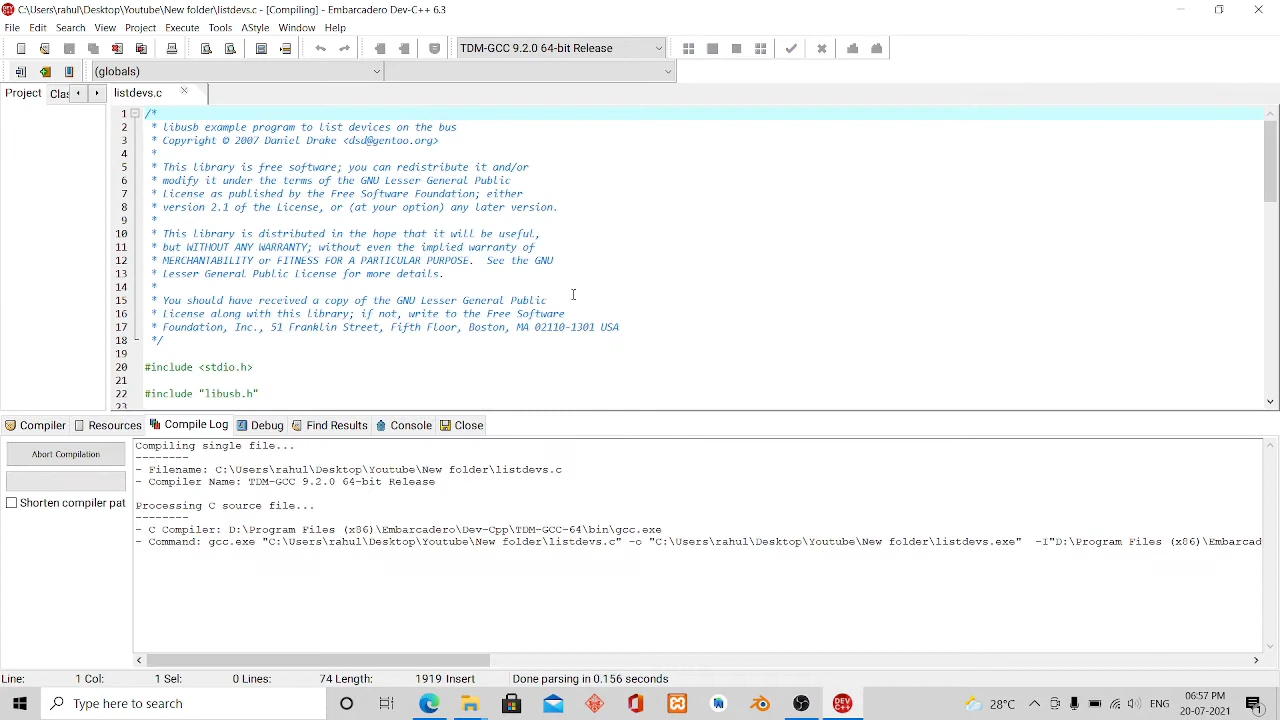 C:\Users\rahul\Desktop\Youtube\New folder\listdevs.c - [Compiling] - Embarcadero Dev-C++ 6.3
File Edit Search View Project Execute Tools AStyle Window Help
TDM-GCC 9.2.0 64-bit Release
(globals)
Project Clas listdevs.c
1 /*
2 * libusb example program to list devices on the bus
3 * Copyright © 2007 Daniel Drake <dsd@gentoo.org>
4 *
5 * This library is free software; you can redistribute it and/or
6 * modify it under the terms of the GNU Lesser General Public
7 * License as published by the Free Software Foundation; either
8 * version 2.1 of the License, or (at your option) any later version.
9 *
10 * This library is distributed in the hope that it will be useful,
11 * but WITHOUT ANY WARRANTY; without even the implied warranty of
12 * MERCHANTABILITY or FITNESS FOR A PARTICULAR PURPOSE.  See the GNU
13 * Lesser General Public License for more details.
14 *
15 * You should have received a copy of the GNU Lesser General Public
16 * License along with this library; if not, write to the Free Software
17 * Foundation, Inc., 51 Franklin Street, Fifth Floor, Boston, MA 02110-1301 USA
18 */
19
20 #include <stdio.h>
21
22 #include "libusb.h"
23
Compiler Resources Compile Log Debug Find Results Console Close
Abort Compilation
Shorten compiler pat
Compiling single file...
--------
- Filename: C:\Users\rahul\Desktop\Youtube\New folder\listdevs.c
- Compiler Name: TDM-GCC 9.2.0 64-bit Release
Processing C source file...
--------
- C Compiler: D:\Program Files (x86)\Embarcadero\Dev-Cpp\TDM-GCC-64\bin\gcc.exe
- Command: gcc.exe "C:\Users\rahul\Desktop\Youtube\New folder\listdevs.c" -o "C:\Users\rahul\Desktop\Youtube\New folder\listdevs.exe"  -I"D:\Program Files (x86)\Embarcad
Line: 1 Col: 1 Sel: 0 Lines: 74 Length: 1919 Insert Done parsing in 0.156 seconds
Type here to search
28°C
ENG
06:57 PM
20-07-2021
1
DEV
C++